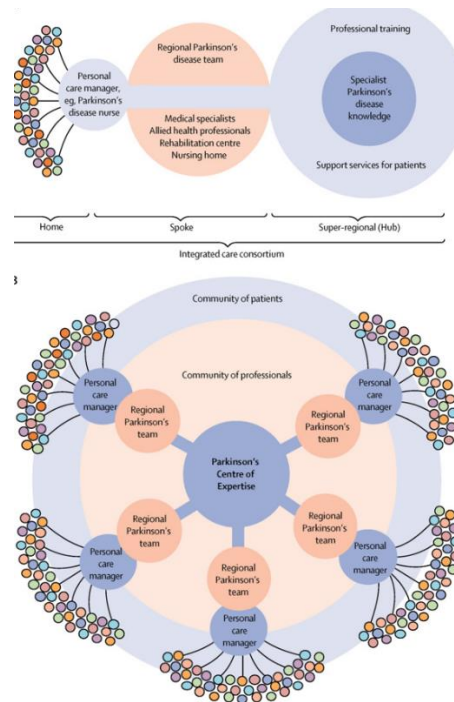 Professional training
Regional Parkinson's
disease team
Personal
care manager,
eg, Parkinson's
disease nurse
Specialist
Parkinson's
disease
knowledge
Medical specialists
Allied health professionals
Rehabilitation centre
Nursing home
Support services for patients
Home
Spoke
Super-regional (Hub)
Integrated care consortium
Community of patients
Community of professionals
Personal
care
manager
Regional
Parkinson's
team
Regional
Parkinson's
team
Personal
care
manager
Parkinson's
Centre of
Expertise
Personal
care
manager
Regional
Parkinson's
team
Regional
Parkinson's
team
Personal
care
manager
Regional
Parkinson's
team
Personal
care
manager